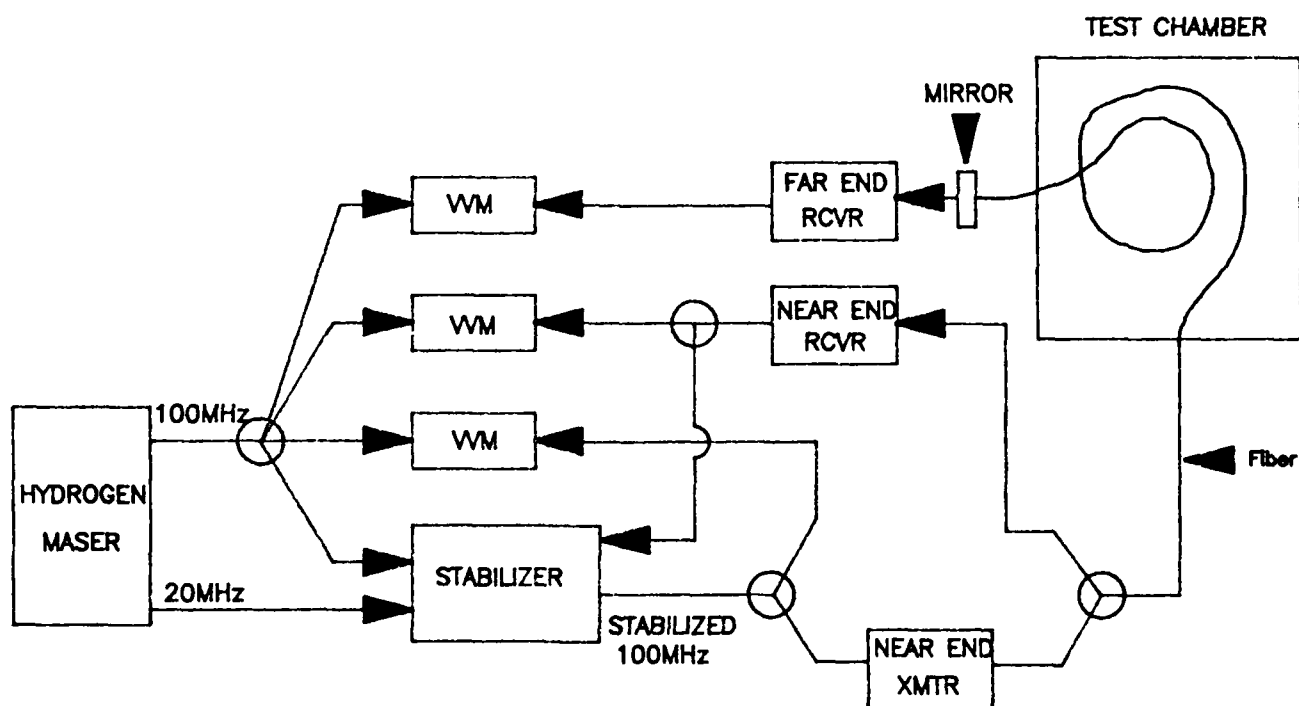 TEST CHAMBER
MIRROR
VVM
FAR END
RCVR
VVM
NEAR END
RCVR
100MHz
VVM
Fiber
HYDROGEN
MASER
STABILIZER
20MHz
STABILIZED
100MHz
NEAR END
XMTR